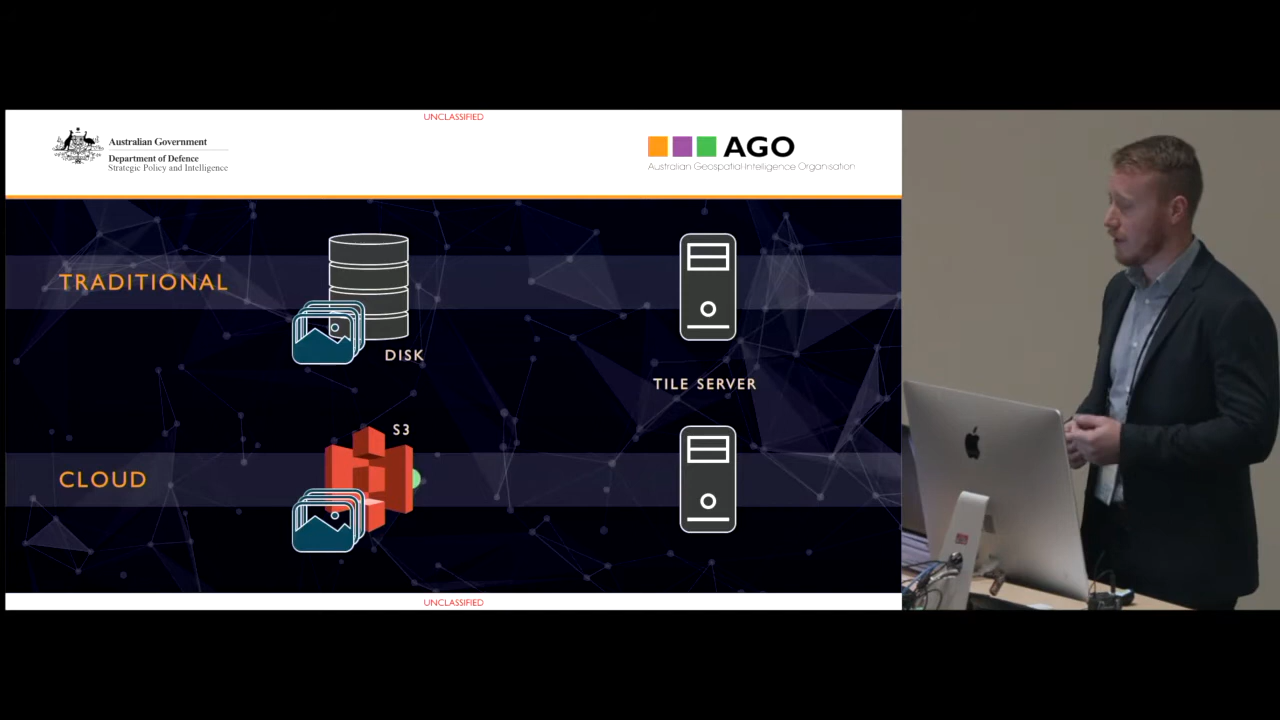 UNCLASSIFIED
Australian Government
Department of Defence
Strategic Policy and Intelligence
AGO
Australian Geospatial Intelligence Organisation
TRADITIONAL
DISK
TILE SERVER
S3
CLOUD
UNCLASSIFIED